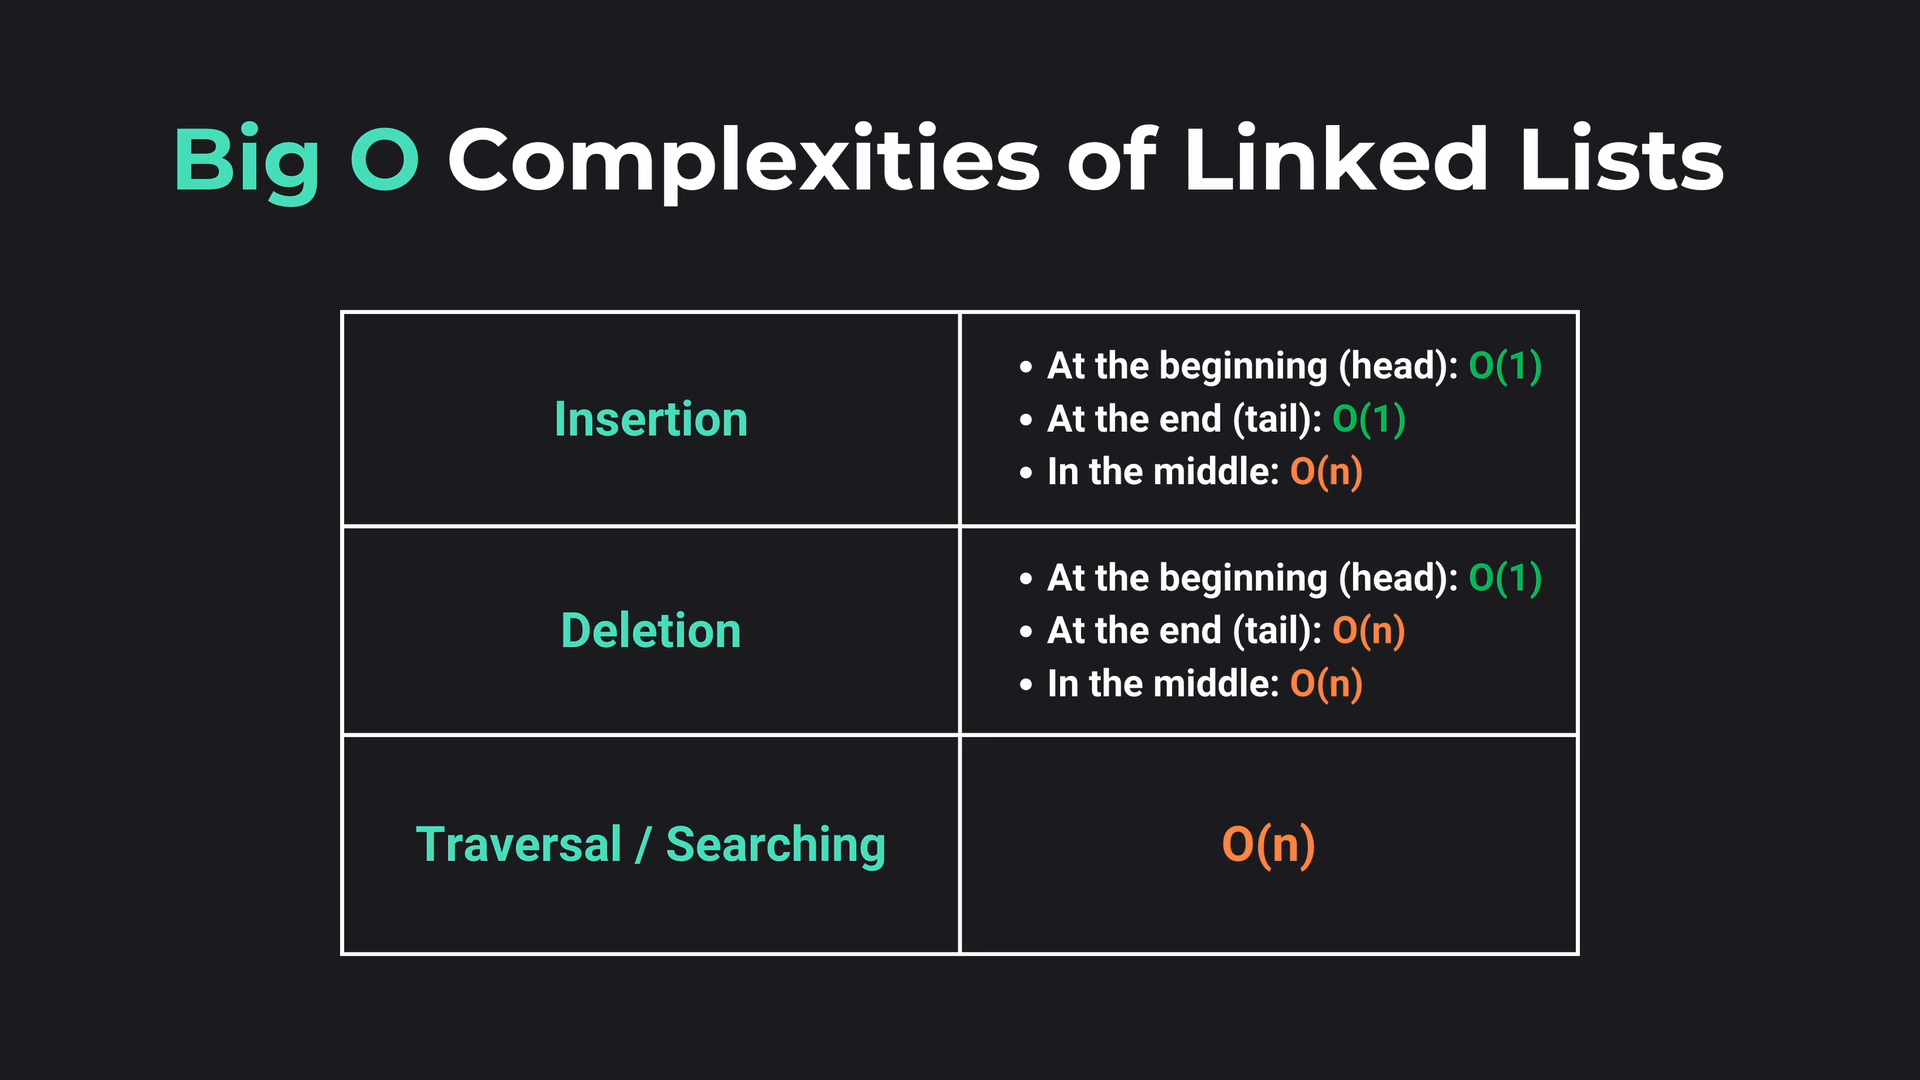 Big O Complexities of Linked Lists
Insertion
• At the beginning (head): O(1)
• At the end (tail): O(1)
• In the middle: O(n)
Deletion
• At the beginning (head): O(1)
• At the end (tail): O(n)
• In the middle: O(n)
Traversal / Searching
O(n)